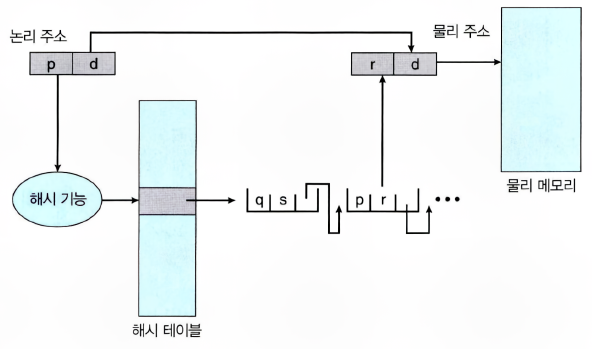 논리 주소
물리 주소
p d
r d
물리 메모리
해시 기능
q s
p r
•••
해시 테이블